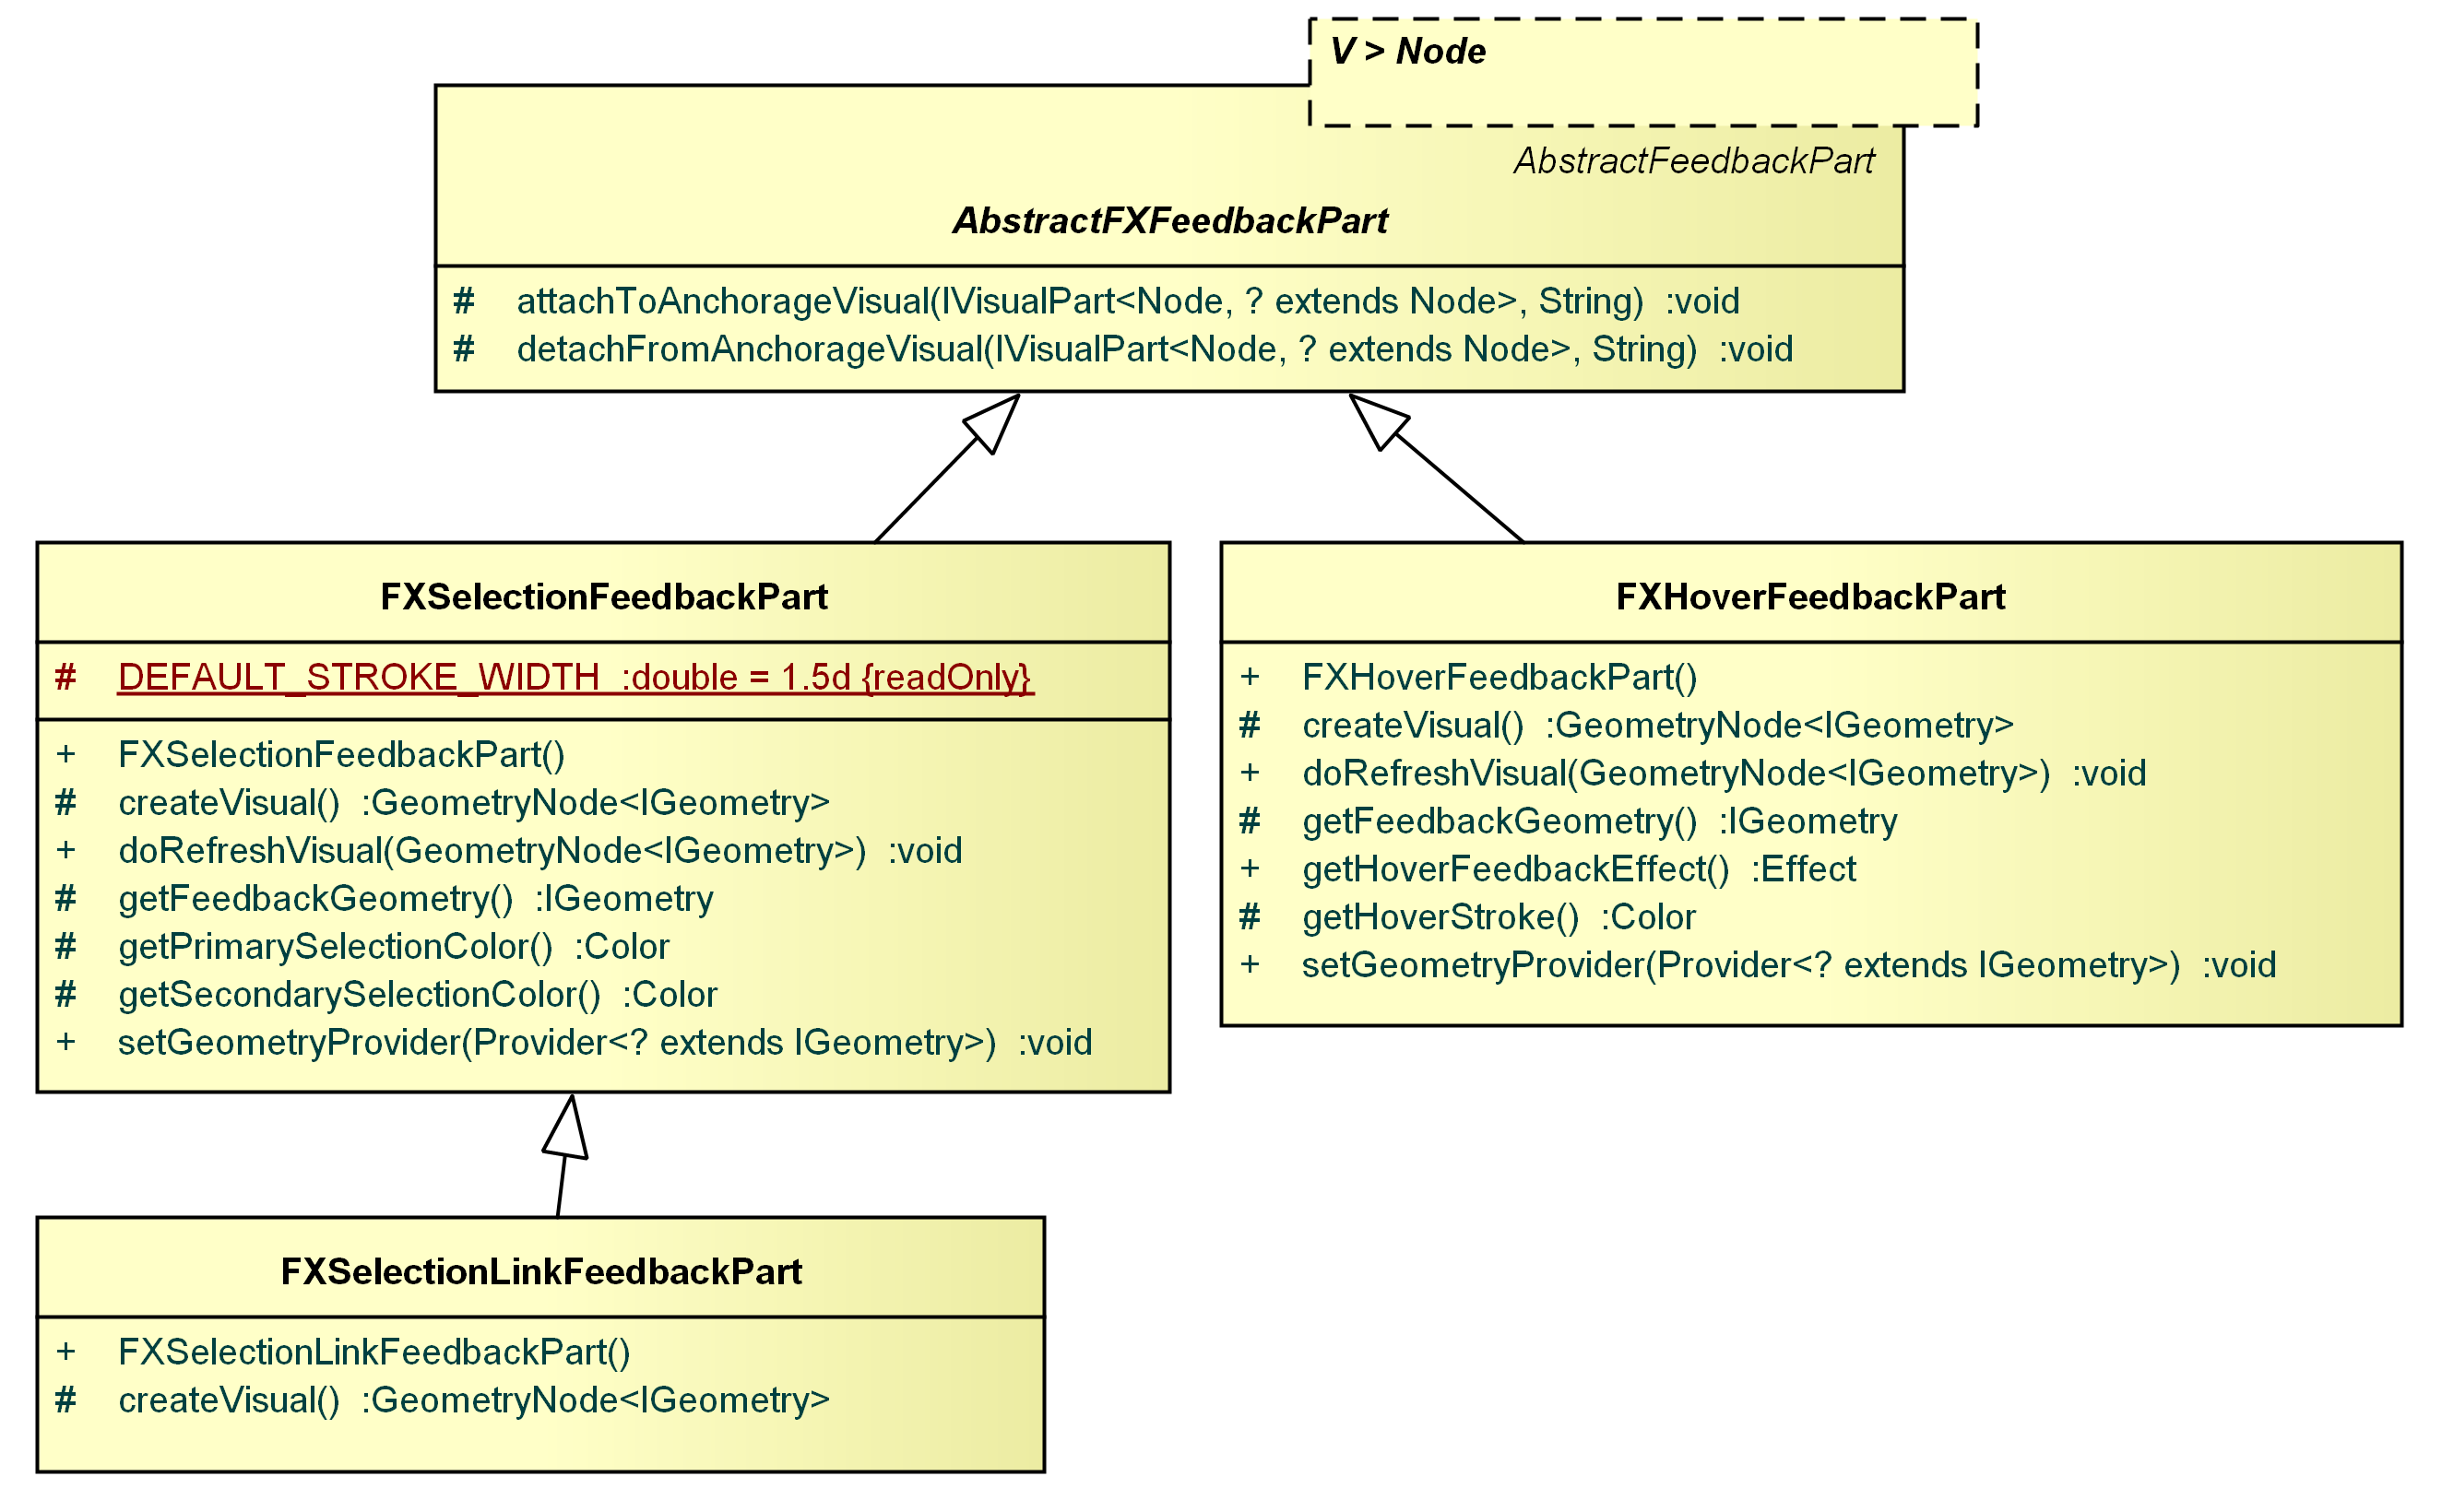 V > Node
AbstractFeedbackPart
AbstractFXFeedbackPart
# attachToAnchorageVisual(IVisualPart<Node, ? extends Node>, String) :void
# detachFromAnchorageVisual(IVisualPart<Node, ? extends Node>, String) :void
FXSelectionFeedbackPart
# DEFAULT_STROKE_WIDTH :double = 1.5d {readOnly}
+ FXSelectionFeedbackPart()
# createVisual() :GeometryNode<IGeometry>
+ doRefreshVisual(GeometryNode<IGeometry>) :void
# getFeedbackGeometry() :IGeometry
# getPrimarySelectionColor() :Color
# getSecondarySelectionColor() :Color
+ setGeometryProvider(Provider<? extends IGeometry>) :void
FXHoverFeedbackPart
+ FXHoverFeedbackPart()
# createVisual() :GeometryNode<IGeometry>
+ doRefreshVisual(GeometryNode<IGeometry>) :void
# getFeedbackGeometry() :IGeometry
+ getHoverFeedbackEffect() :Effect
# getHoverStroke() :Color
+ setGeometryProvider(Provider<? extends IGeometry>) :void
FXSelectionLinkFeedbackPart
+ FXSelectionLinkFeedbackPart()
# createVisual() :GeometryNode<IGeometry>